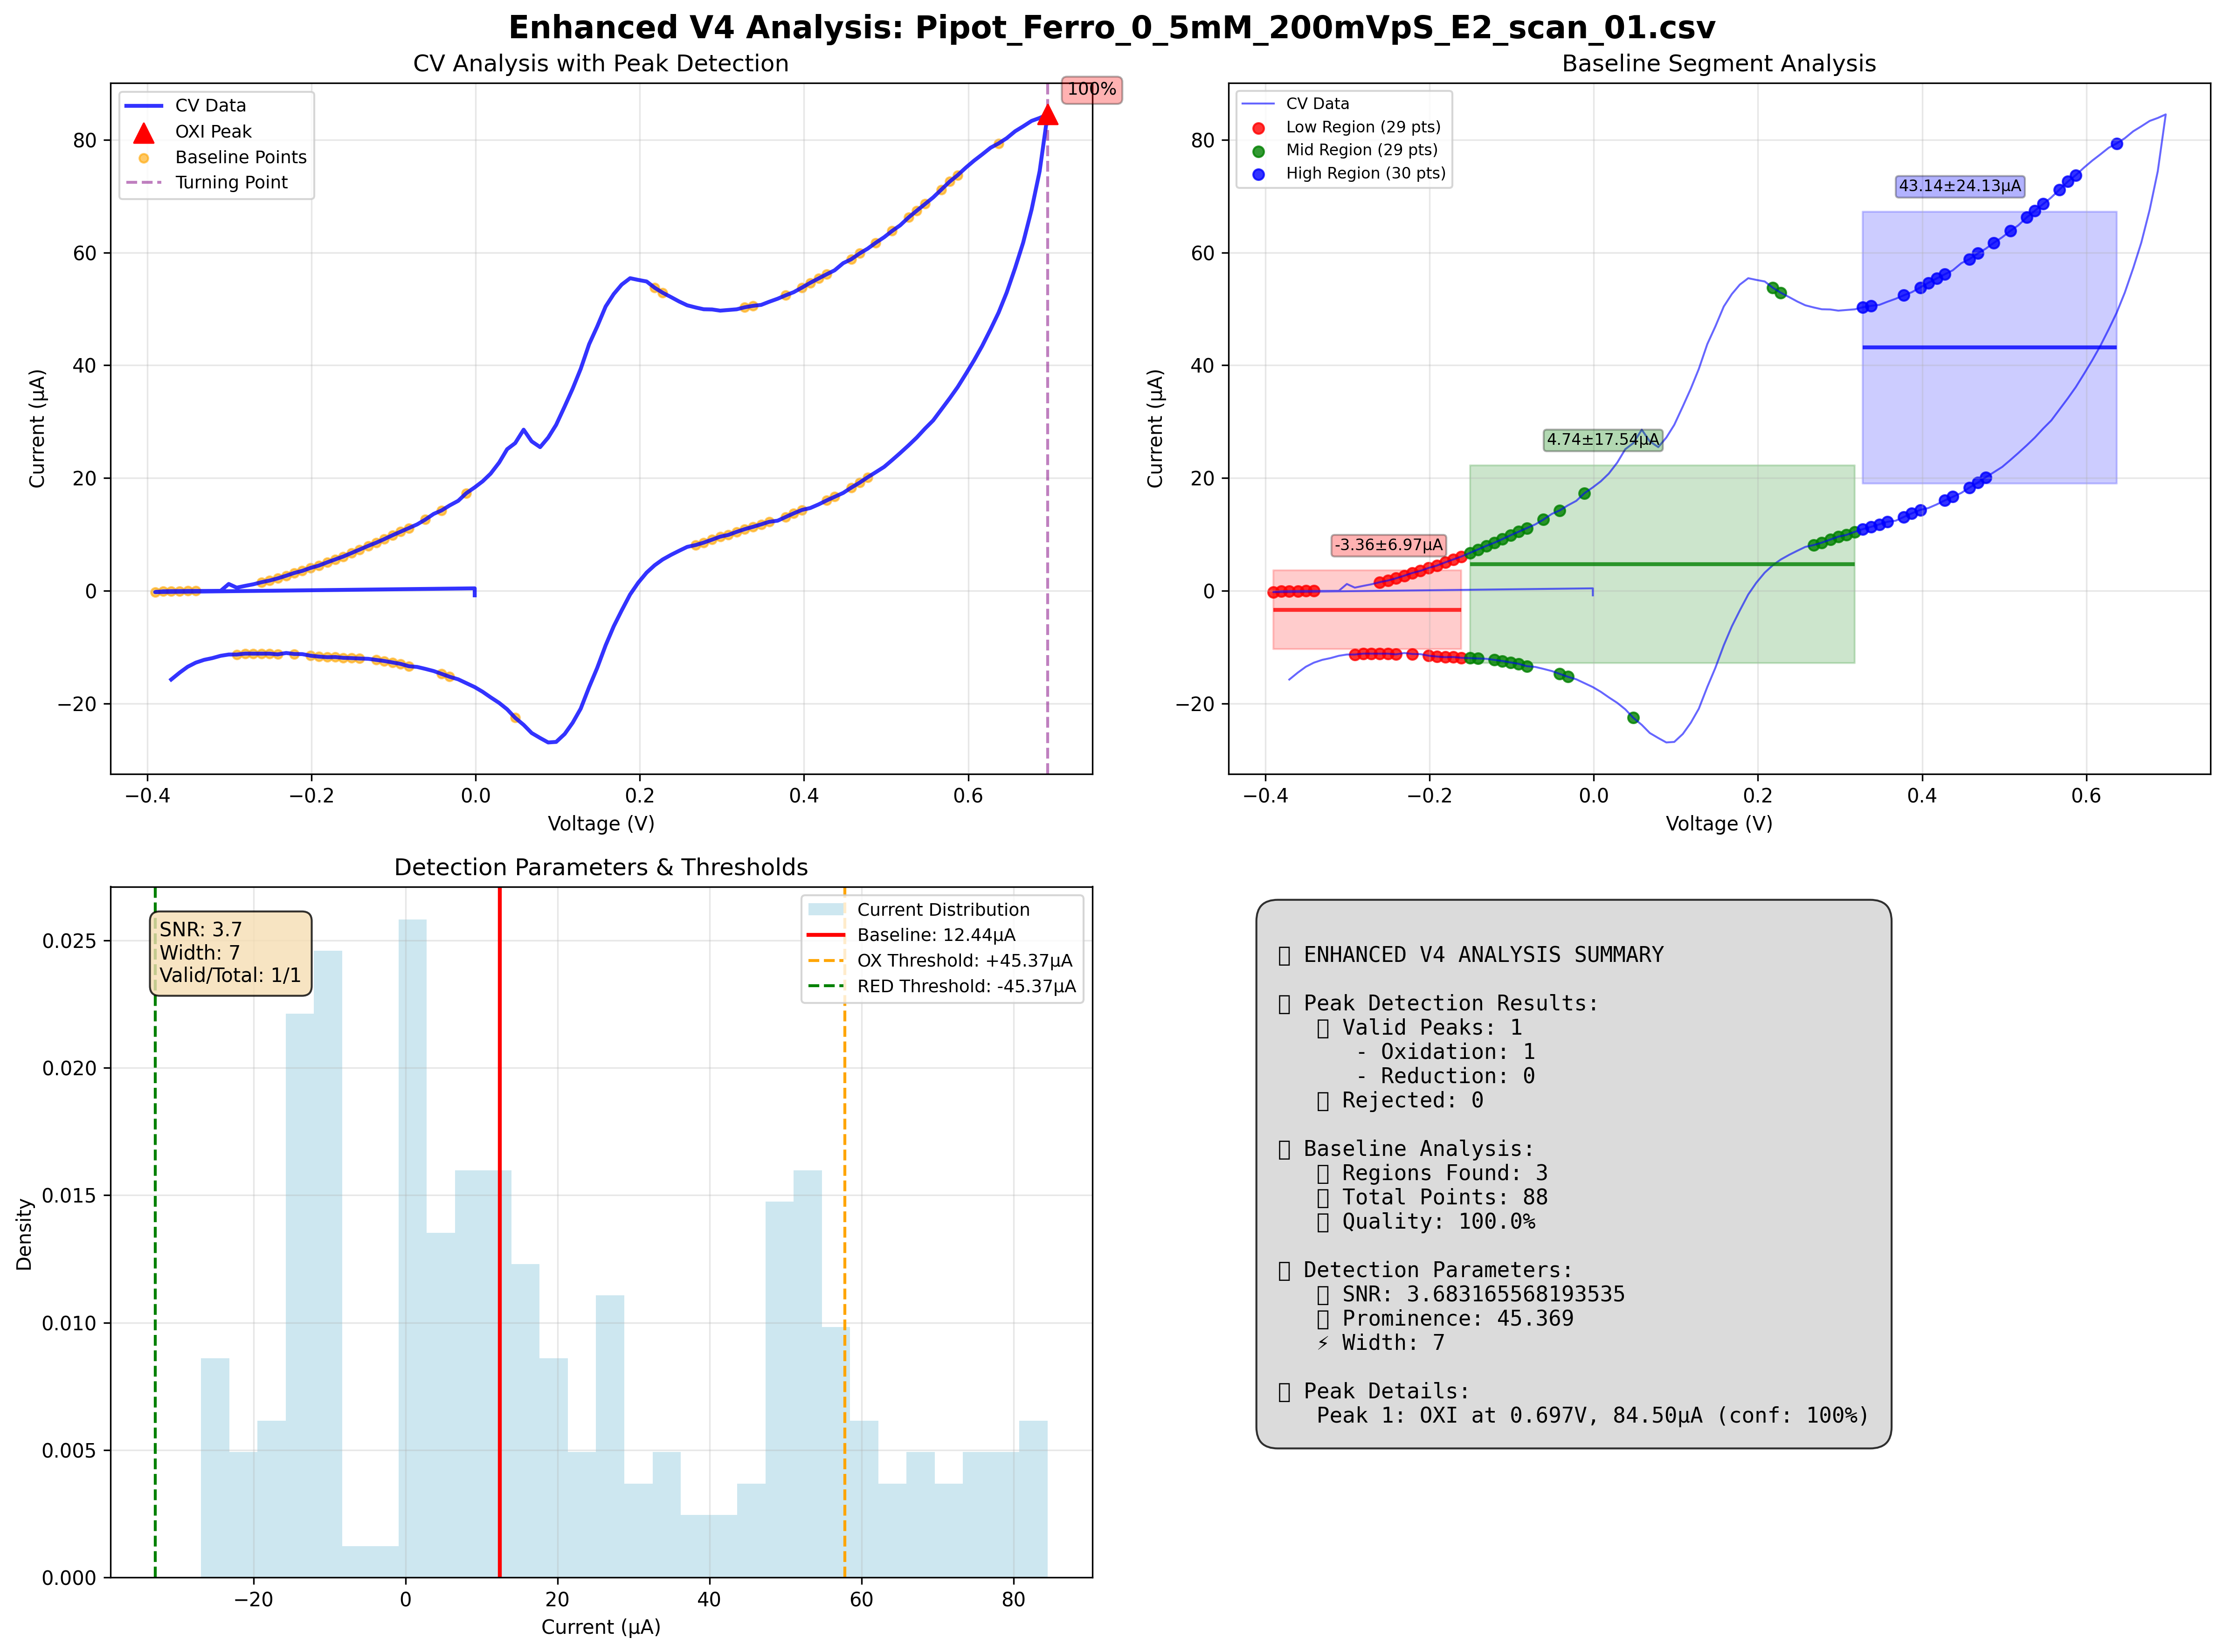 Enhanced V4 Analysis: Pipot_Ferro_0_5mM_200mVpS_E2_scan_01.csv
CV Analysis with Peak Detection
CV Data
OXI Peak
Baseline Points
Turning Point
100%
80
60
40
20
0
−20
Current (μA)
−0.4
−0.2
0.0
0.2
0.4
0.6
Voltage (V)
Baseline Segment Analysis
CV Data
Low Region (29 pts)
Mid Region (29 pts)
High Region (30 pts)
43.14±24.13μA
4.74±17.54μA
-3.36±6.97μA
80
60
40
20
0
−20
Current (μA)
−0.4
−0.2
0.0
0.2
0.4
0.6
Voltage (V)
Detection Parameters & Thresholds
SNR: 3.7
Width: 7
Valid/Total: 1/1
Current Distribution
Baseline: 12.44μA
OX Threshold: +45.37μA
RED Threshold: -45.37μA
0.025
0.020
0.015
0.010
0.005
0.000
Density
−20
0
20
40
60
80
Current (μA)
ENHANCED V4 ANALYSIS SUMMARY
Peak Detection Results:
Valid Peaks: 1
- Oxidation: 1
- Reduction: 0
Rejected: 0
Baseline Analysis:
Regions Found: 3
Total Points: 88
Quality: 100.0%
Detection Parameters:
SNR: 3.683165568193535
Prominence: 45.369
⚡ Width: 7
Peak Details:
Peak 1: OXI at 0.697V, 84.50μA (conf: 100%)